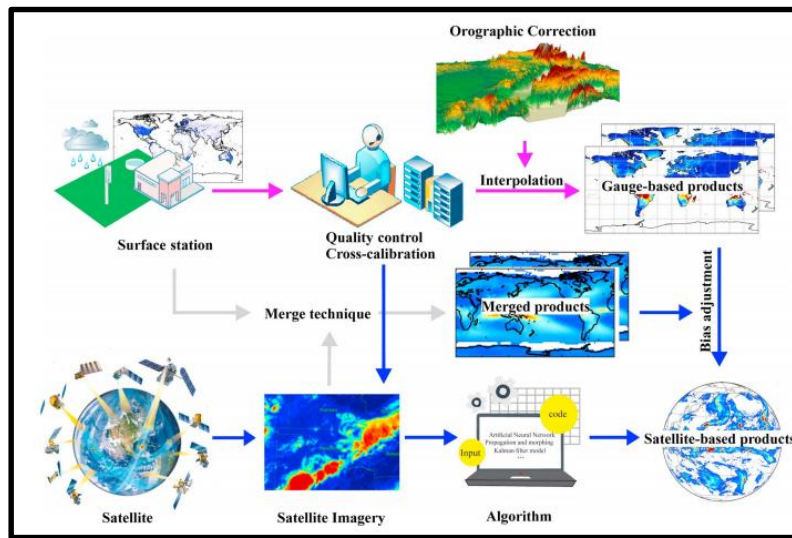 Orographic Correction
Interpolation
Gauge-based products
Surface station
Quality control
Cross-calibration
Merge technique
Merged products
Bias adjustment
code
Artificial Neural Network
Propagation and morphing
Kalman filter model
...
Input
Satellite-based products
Satellite
Satellite Imagery
Algorithm